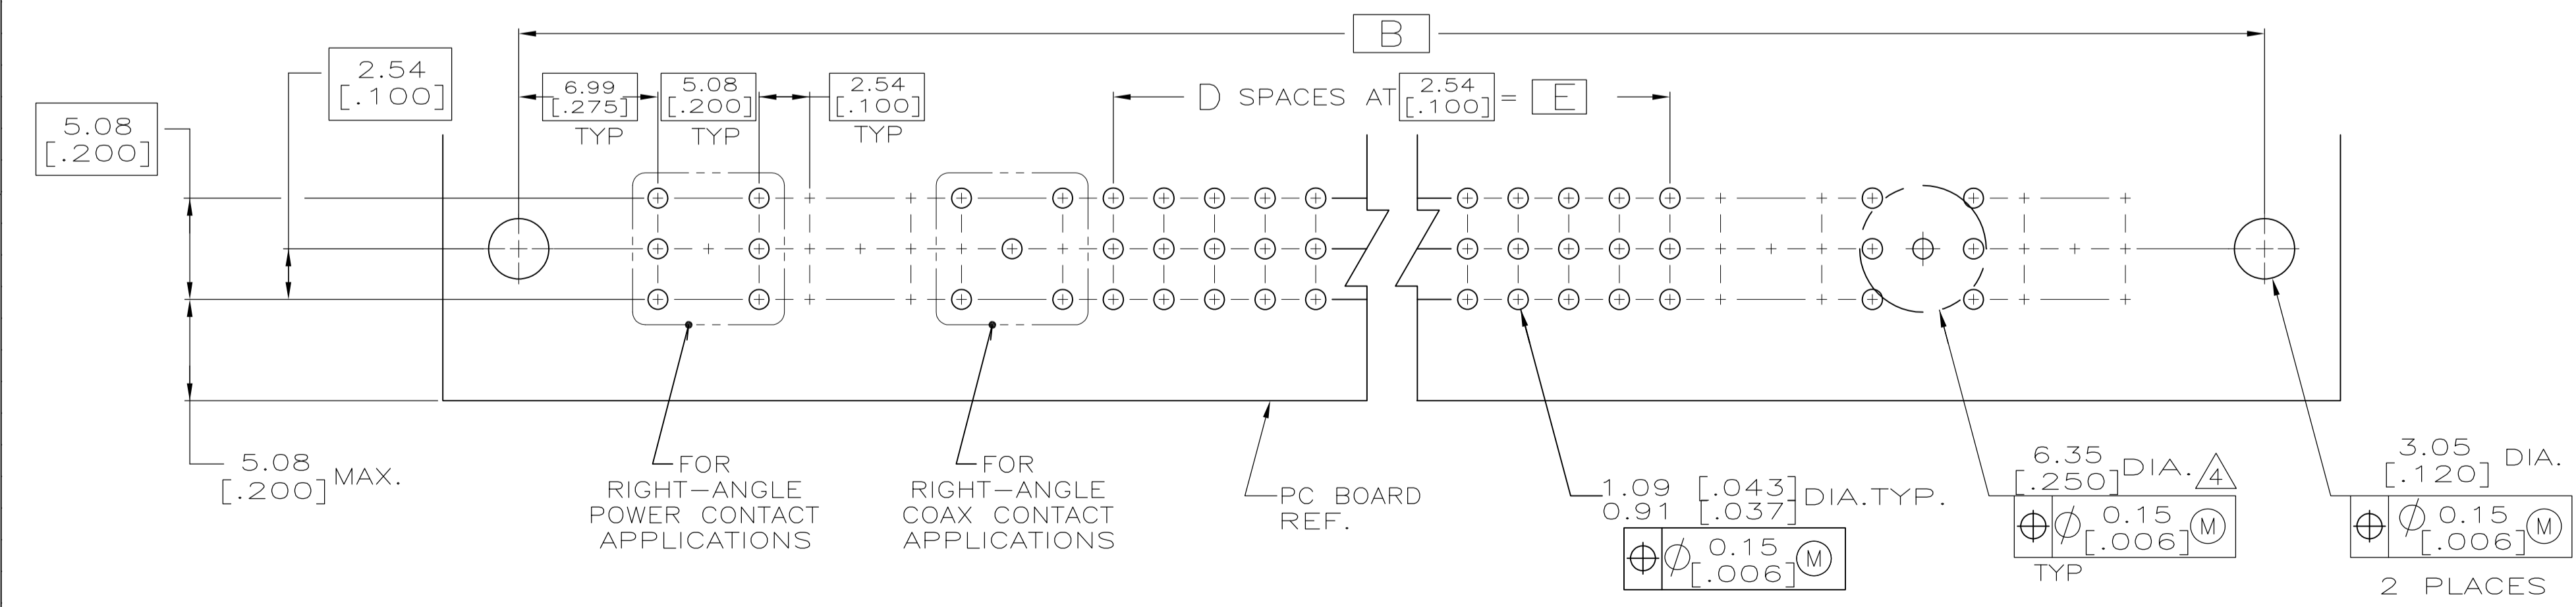 B
2.54
[.100]
6.99
[.275]
TYP
5.08
[.200]
TYP
2.54
[.100]
TYP
D SPACES AT 2.54 [.100] = E
5.08
[.200]
5.08
[.200] MAX.
FOR
RIGHT-ANGLE
POWER CONTACT
APPLICATIONS
FOR
RIGHT-ANGLE
COAX CONTACT
APPLICATIONS
PC BOARD
REF.
1.09 [.043]
0.91 [.037] DIA.TYP.
⌖ ∅ 0.15 [.006] Ⓜ
6.35
[.250] DIA. 4
⌖ ∅ 0.15 [.006] Ⓜ
TYP
3.05
[.120] DIA.
⌖ ∅ 0.15 [.006] Ⓜ
2 PLACES